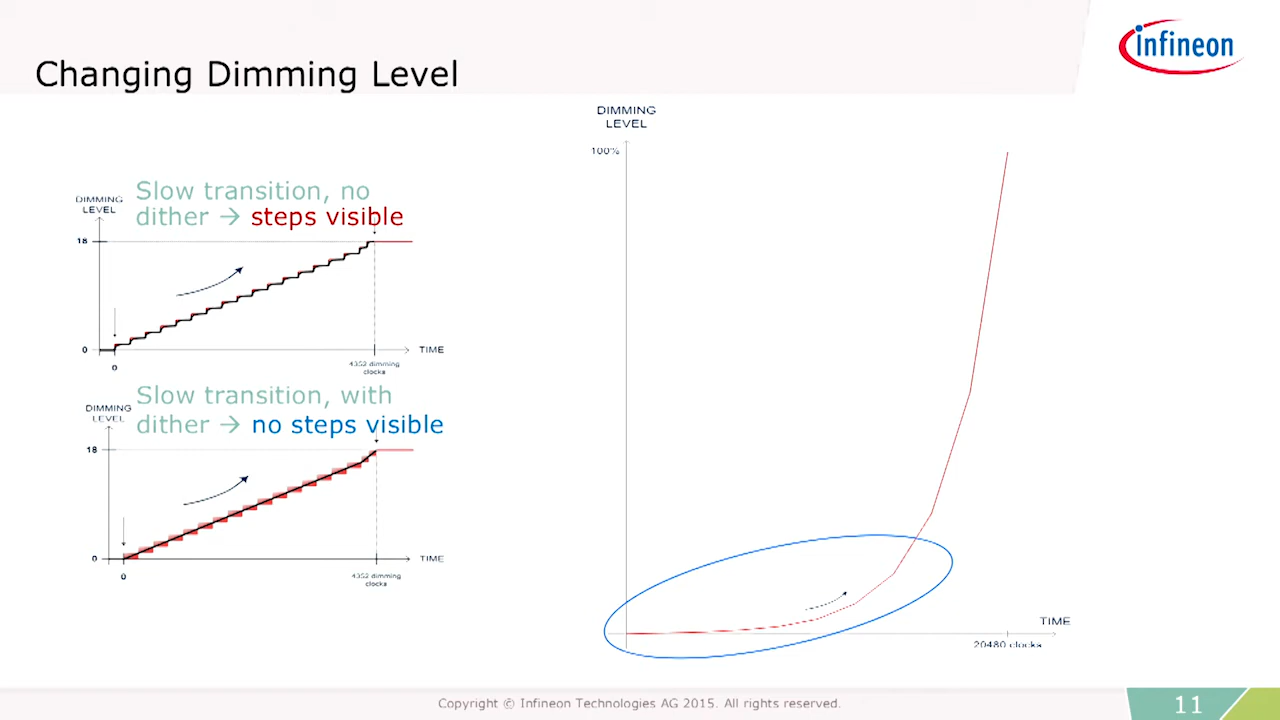 infineon
Changing Dimming Level
DIMMING
LEVEL
100%
TIME
20480 clocks
Slow transition, no
dither → steps visible
DIMMING
LEVEL
18
0
0
TIME
4352 dimming
clocks
Slow transition, with
dither → no steps visible
DIMMING
LEVEL
18
0
0
TIME
4352 dimming
clocks
Copyright © Infineon Technologies AG 2015. All rights reserved.
11